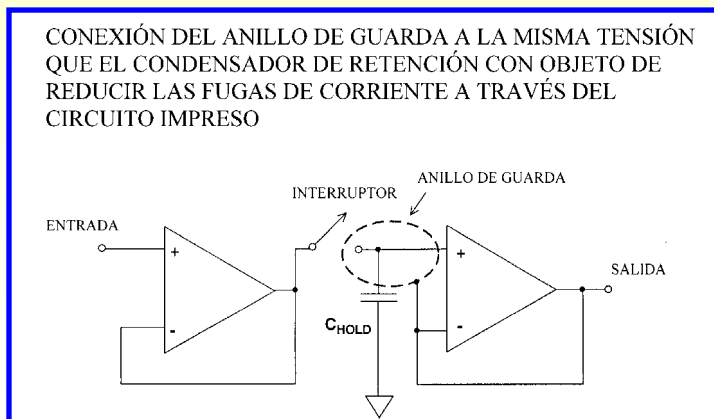 CONEXIÓN DEL ANILLO DE GUARDA A LA MISMA TENSIÓN
QUE EL CONDENSADOR DE RETENCIÓN CON OBJETO DE
REDUCIR LAS FUGAS DE CORRIENTE A TRAVÉS DEL
CIRCUITO IMPRESO
ANILLO DE GUARDA
INTERRUPTOR
ENTRADA
+
+
SALIDA
-
-
CHOLD